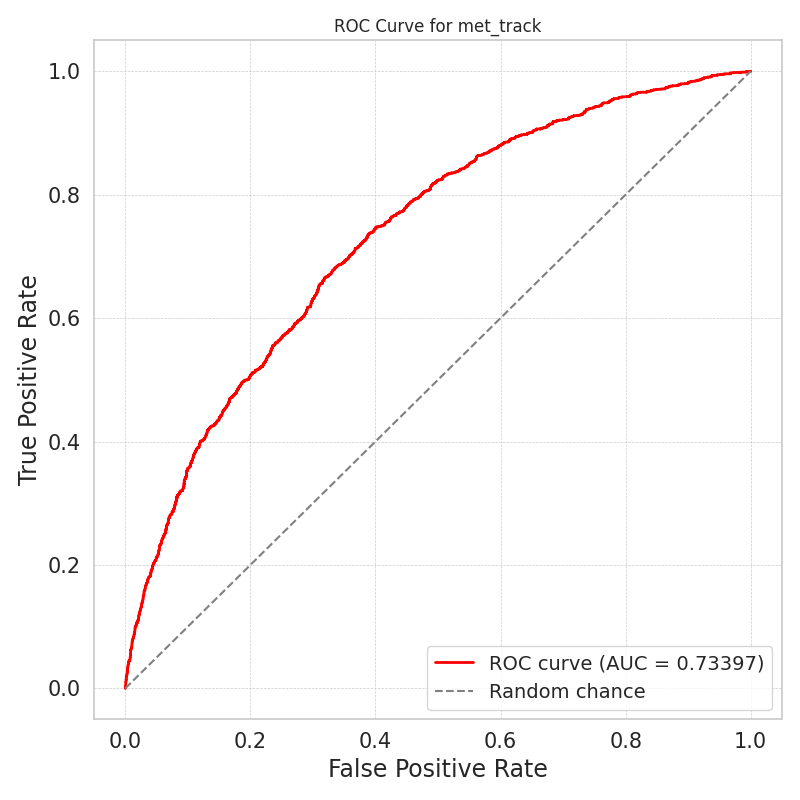 ROC Curve for met_track
True Positive Rate
1.0
0.8
0.6
0.4
0.2
0.0
ROC curve (AUC = 0.73397)
Random chance
0.0 0.2 0.4 0.6 0.8 1.0
False Positive Rate